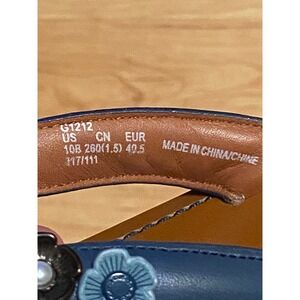 G1212
US CN EUR
10B 260(1.5) 40.5
117/111
MADE IN CHINA/CHINE